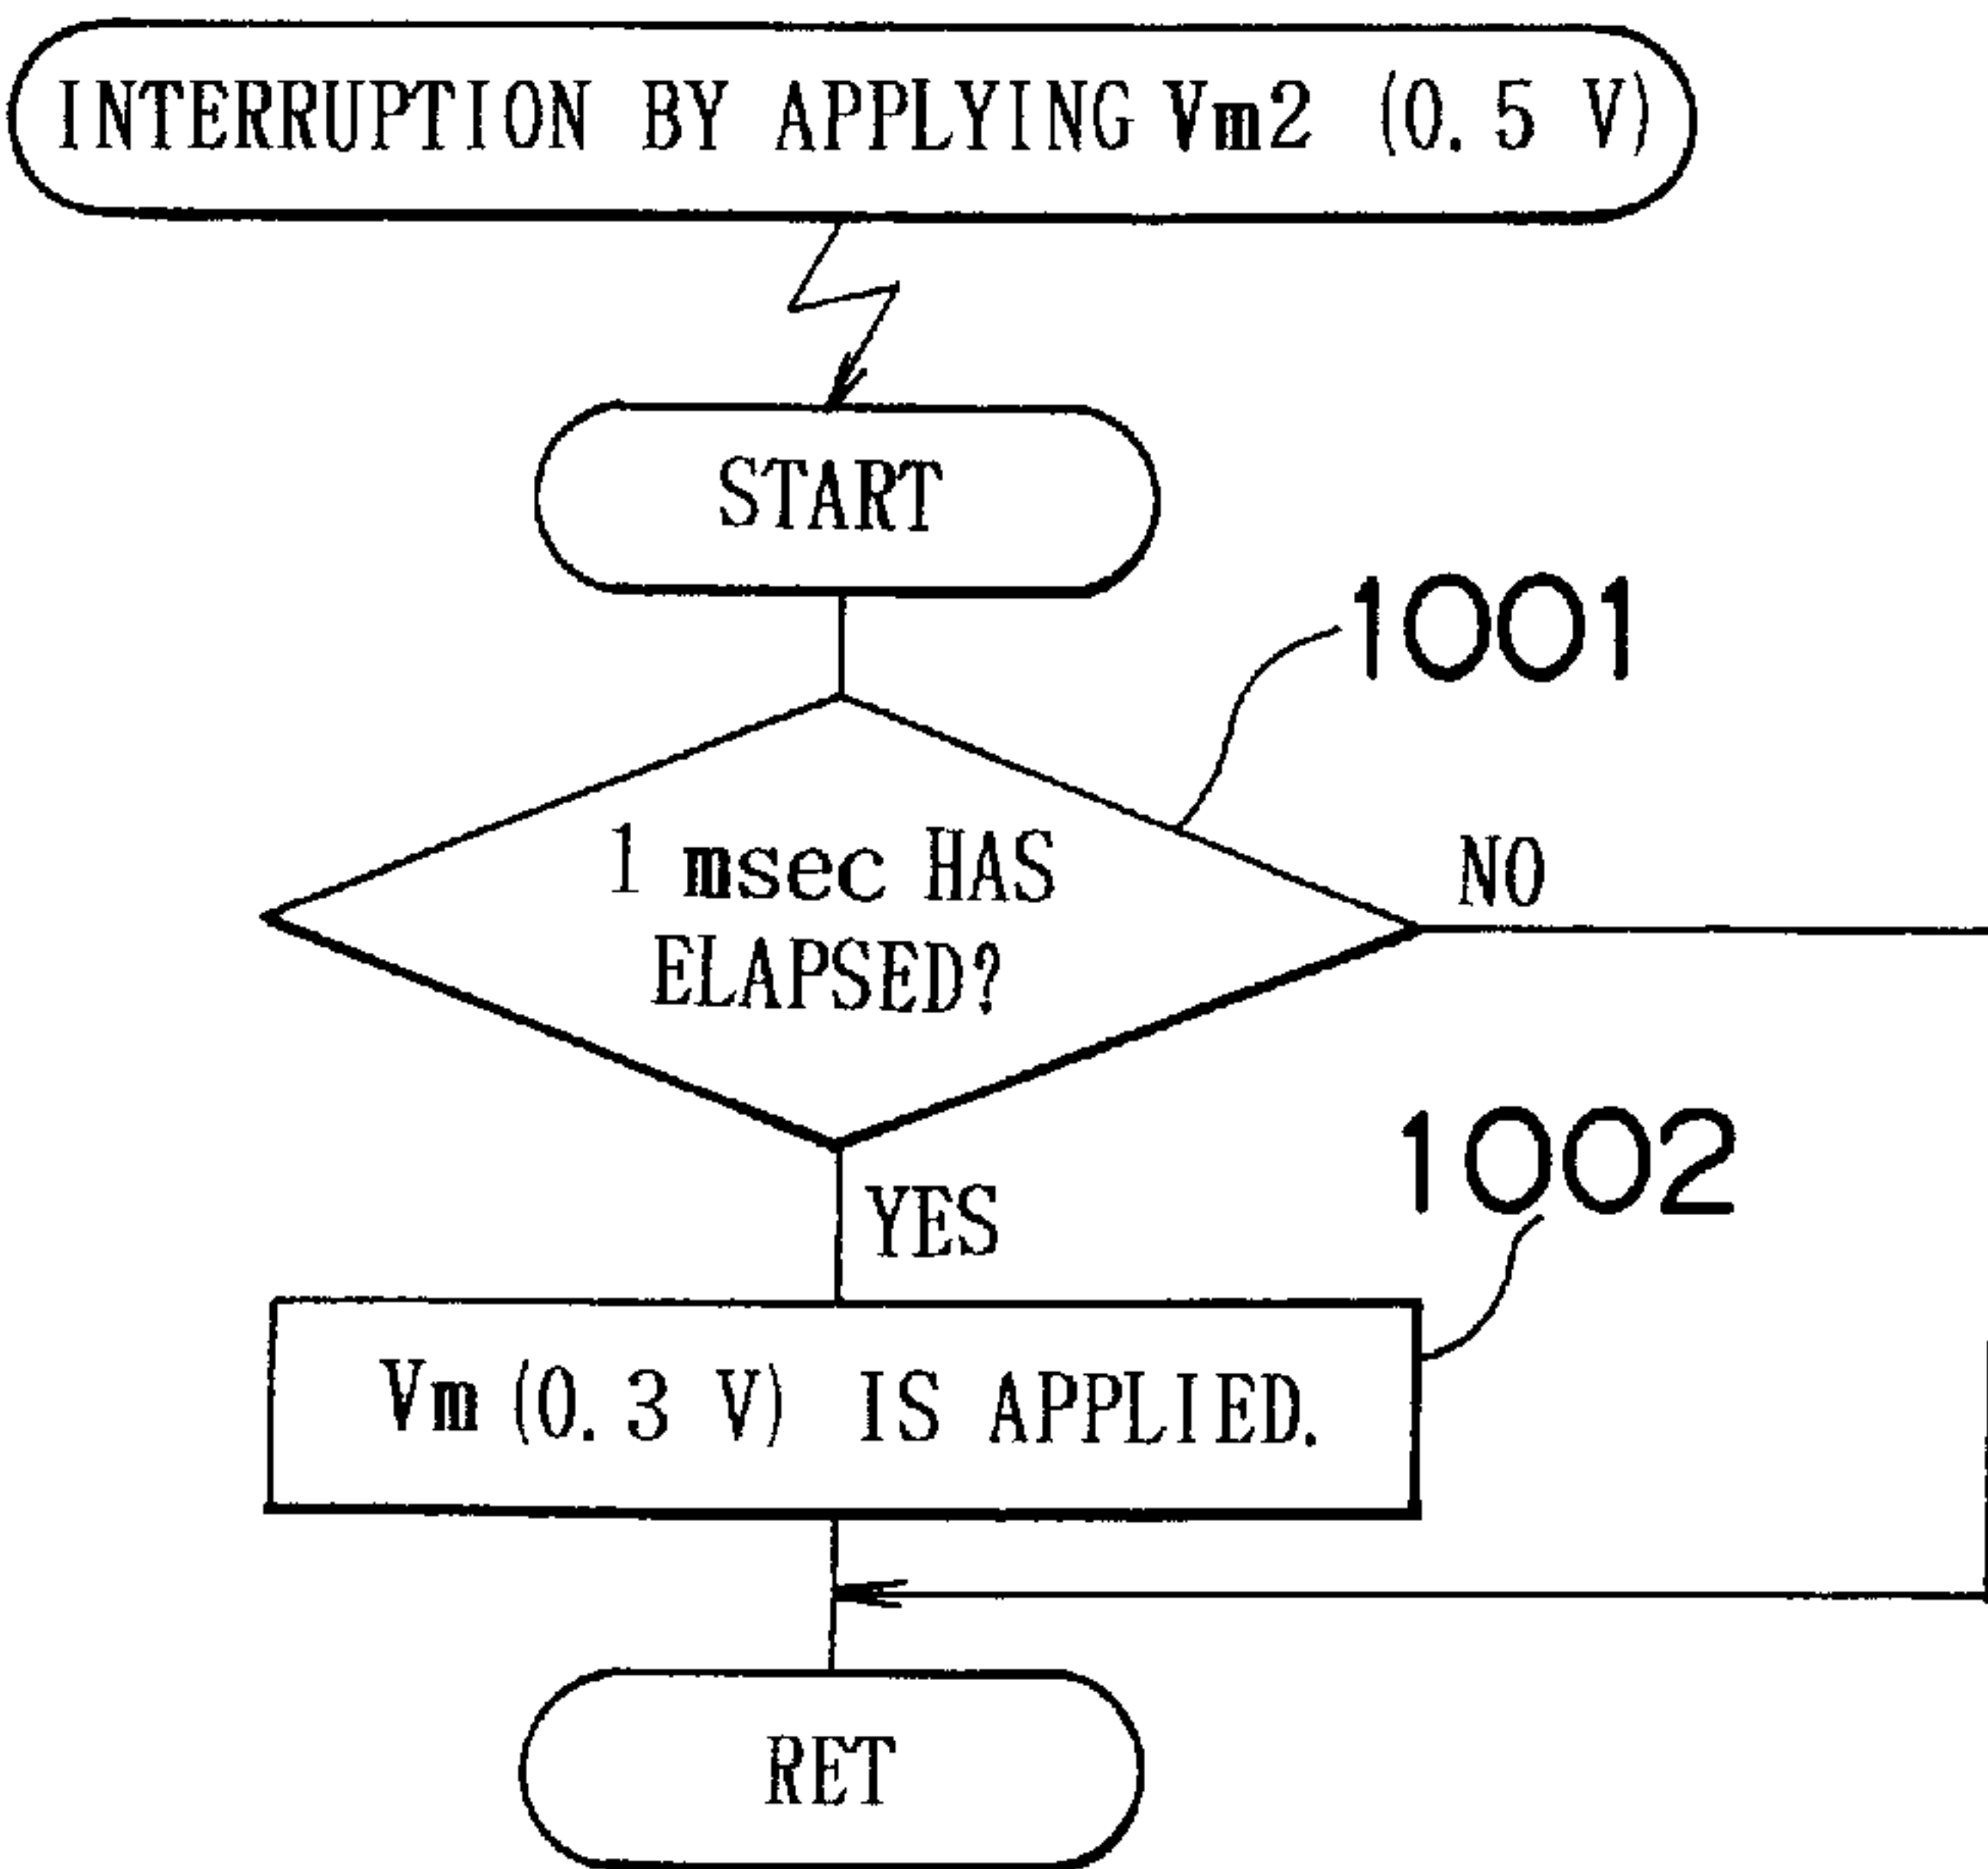 INTERRUPTION BY APPLYING Vm2 (0.5 V)
START
1001
1 msec HAS
ELAPSED?
NO
YES
1002
Vm (0.3 V) IS APPLIED.
RET